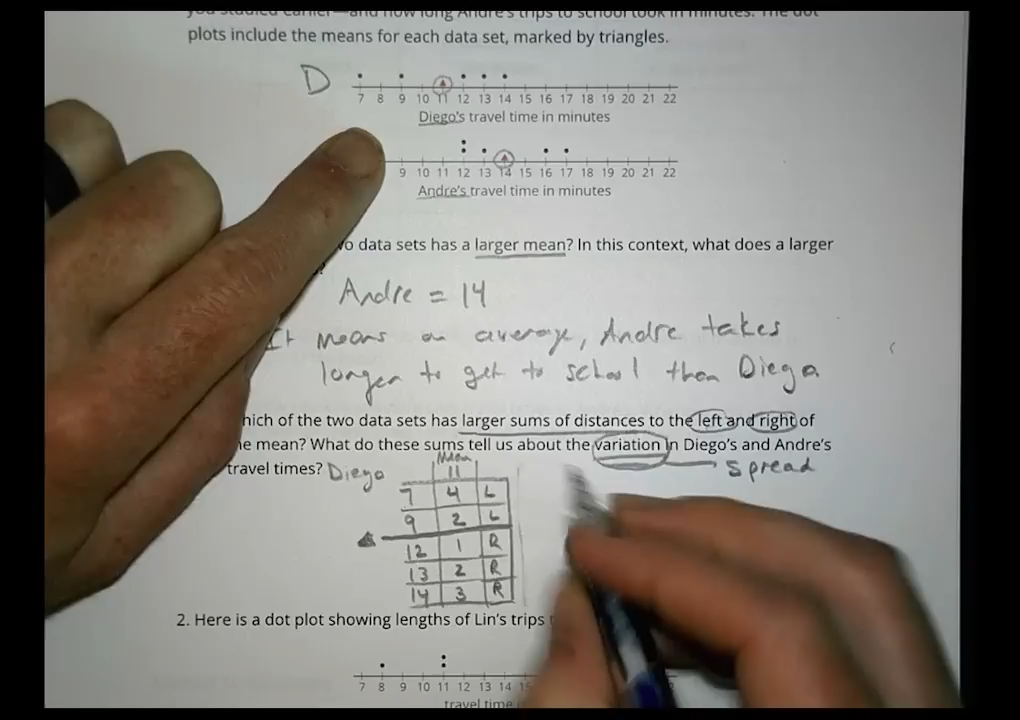 plots include the means for each data set, marked by triangles.
D
7 8 9 10 11 12 13 14 15 16 17 18 19 20 21 22
Diego's travel time in minutes
9 10 11 12 13 14 15 16 17 18 19 20 21 22
Andre's travel time in minutes
data sets has a larger mean? In this context, what does a larger
Andre = 14
It means on average, Andre takes
longer to get to school than Diego
hich of the two data sets has larger sums of distances to the left and right of
e mean? What do these sums tell us about the variation in Diego's and Andre's
travel times? Diego
Mean
11
spread
7 4 L
9 2 L
12 1 R
13 2 R
14 3 R
2. Here is a dot plot showing lengths of Lin's trips
7 8 9 10 11 12 13 14
travel time